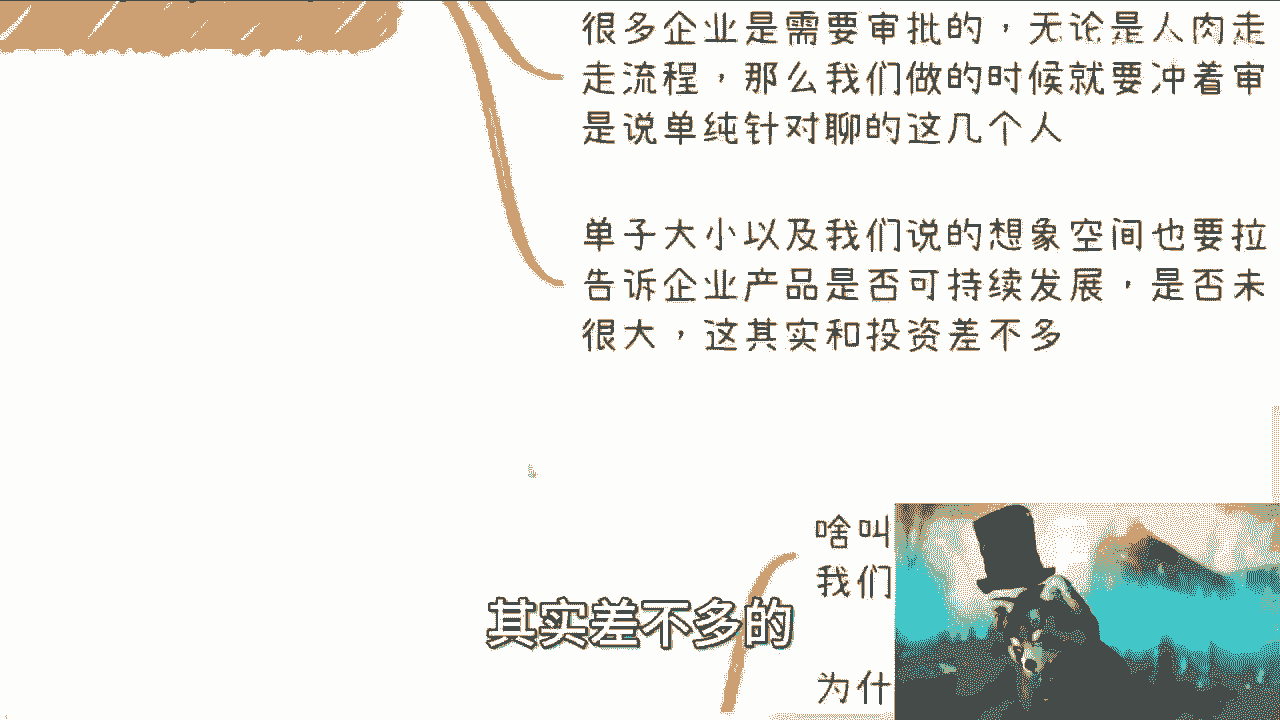 很多企业是需要审批的，无论是人肉走
走流程，那么我们做的时候就要冲着审
是说单纯针对聊的这几个人
单子大小以及我们说的想象空间也要拉
告诉企业产品是否可持续发展，是否未
很大，这其实和投资差不多
啥叫
我们
其实差不多的
为什